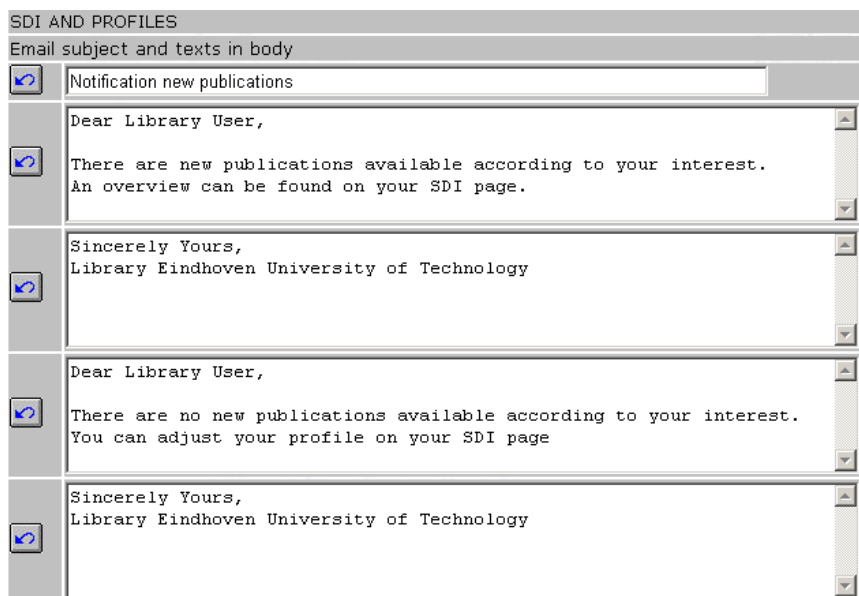 SDI AND PROFILES
Email subject and texts in body
Notification new publications
Dear Library User,
There are new publications available according to your interest.
An overview can be found on your SDI page.
Sincerely Yours,
Library Eindhoven University of Technology
Dear Library User,
There are no new publications available according to your interest.
You can adjust your profile on your SDI page
Sincerely Yours,
Library Eindhoven University of Technology